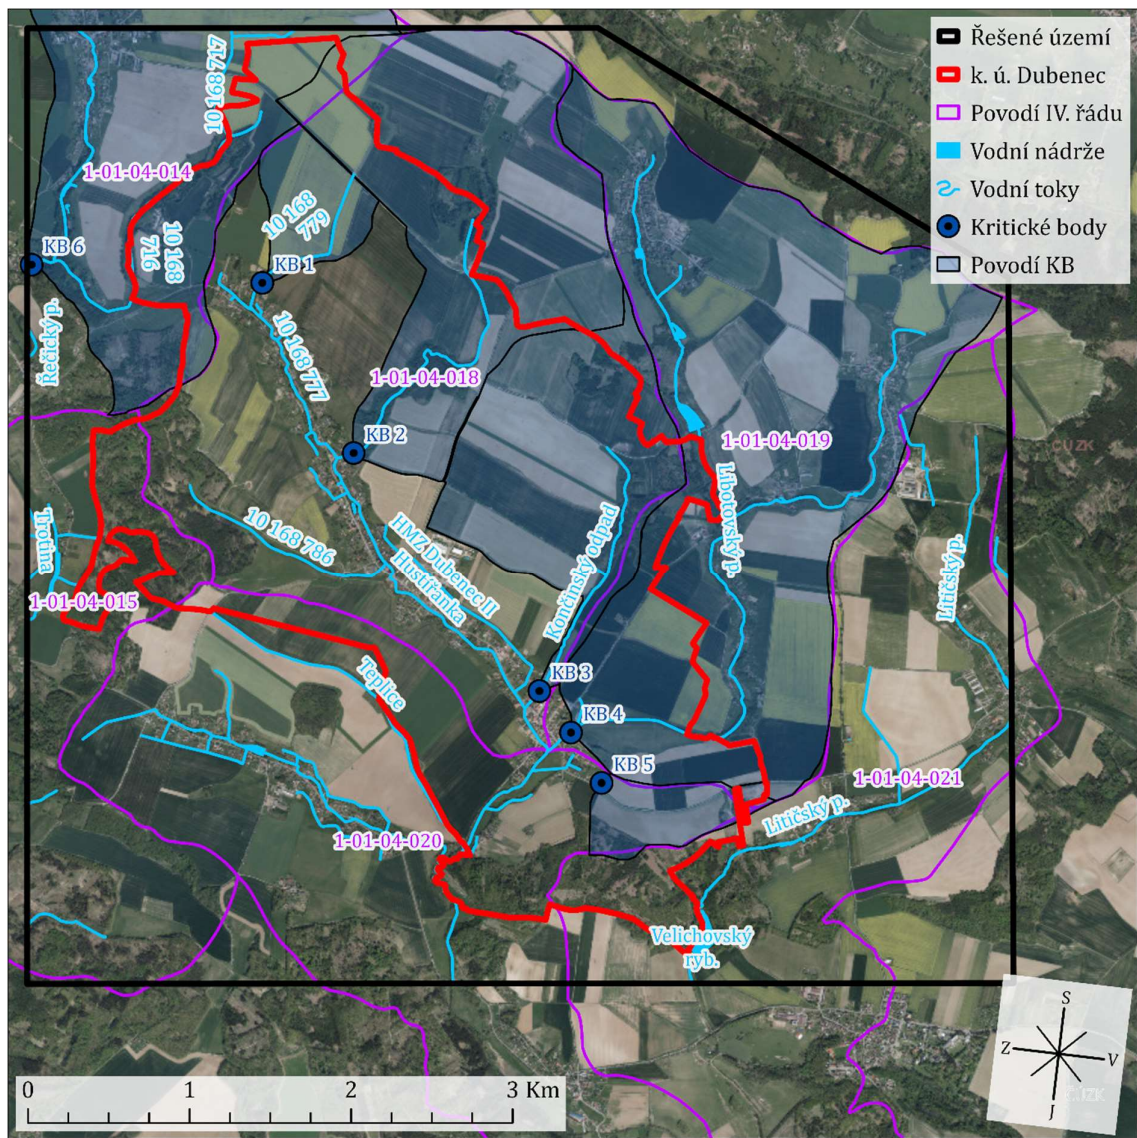 Řešené území
k. ú. Dubenec
Povodí IV. řádu
Vodní nádrže
Vodní toky
Kritické body
Povodí KB
10 168 717
1-01-04-014
10 168
779
10 168
716
KB 6
KB 1
Řečický p.
10 168 777
1-01-04-018
KB 2
1-01-04-019
ČÚZK
Libotovský p.
10 168 786
HMZ Dubenec II
Hustířanka
Končinský odpad
Trotina
Litičský p.
1-01-04-015
Teplice
KB 3
KB 4
KB 5
1-01-04-021
Litičský p.
1-01-04-020
Velichovský
ryb.
S
Z
V
J
ČÚZK
0 1 2 3 Km